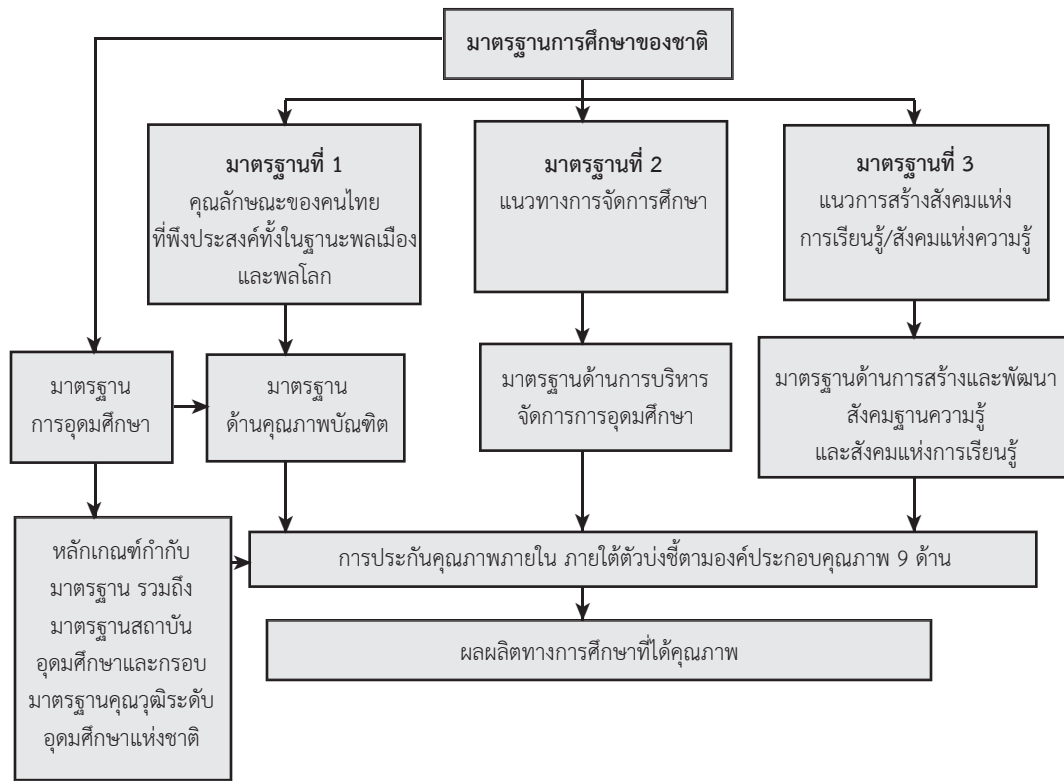 มาตรฐานการศึกษาของชาติ
มาตรฐานที่ 1
คุณลักษณะของคนไทย
ที่พึงประสงค์ทั้งในฐานะพลเมือง
และพลโลก
มาตรฐานที่ 2
แนวทางการจัดการศึกษา
มาตรฐานที่ 3
แนวการสร้างสังคมแห่ง
การเรียนรู้/สังคมแห่งความรู้
มาตรฐาน
การอุดมศึกษา
มาตรฐาน
ด้านคุณภาพบัณฑิต
มาตรฐานด้านการบริหาร
จัดการการอุดมศึกษา
มาตรฐานด้านการสร้างและพัฒนา
สังคมฐานความรู้
และสังคมแห่งการเรียนรู้
หลักเกณฑ์กำกับ
มาตรฐาน รวมถึง
มาตรฐานสถาบัน
อุดมศึกษาและกรอบ
มาตรฐานคุณวุฒิระดับ
อุดมศึกษาแห่งชาติ
การประกันคุณภาพภายใน ภายใต้ตัวบ่งชี้ตามองค์ประกอบคุณภาพ 9 ด้าน
ผลผลิตทางการศึกษาที่ได้คุณภาพ